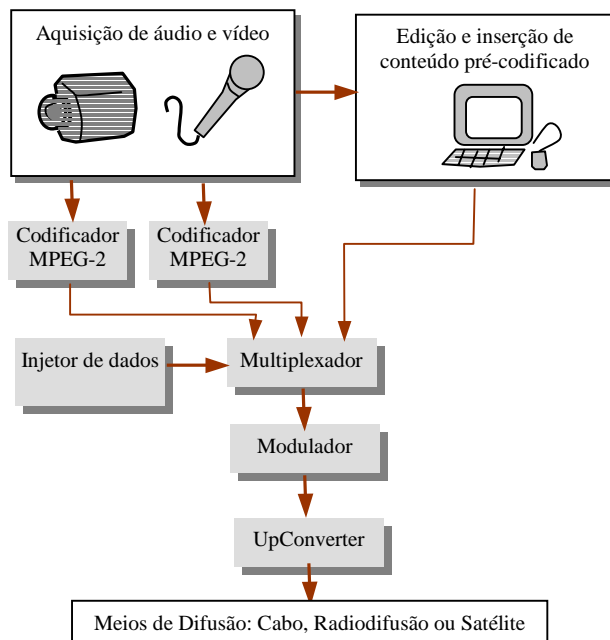 Aquisição de áudio e vídeo
Edição e inserção de
conteúdo pré-codificado
Codificador
MPEG-2
Codificador
MPEG-2
Injetor de dados
Multiplexador
Modulador
UpConverter
Meios de Difusão: Cabo, Radiodifusão ou Satélite